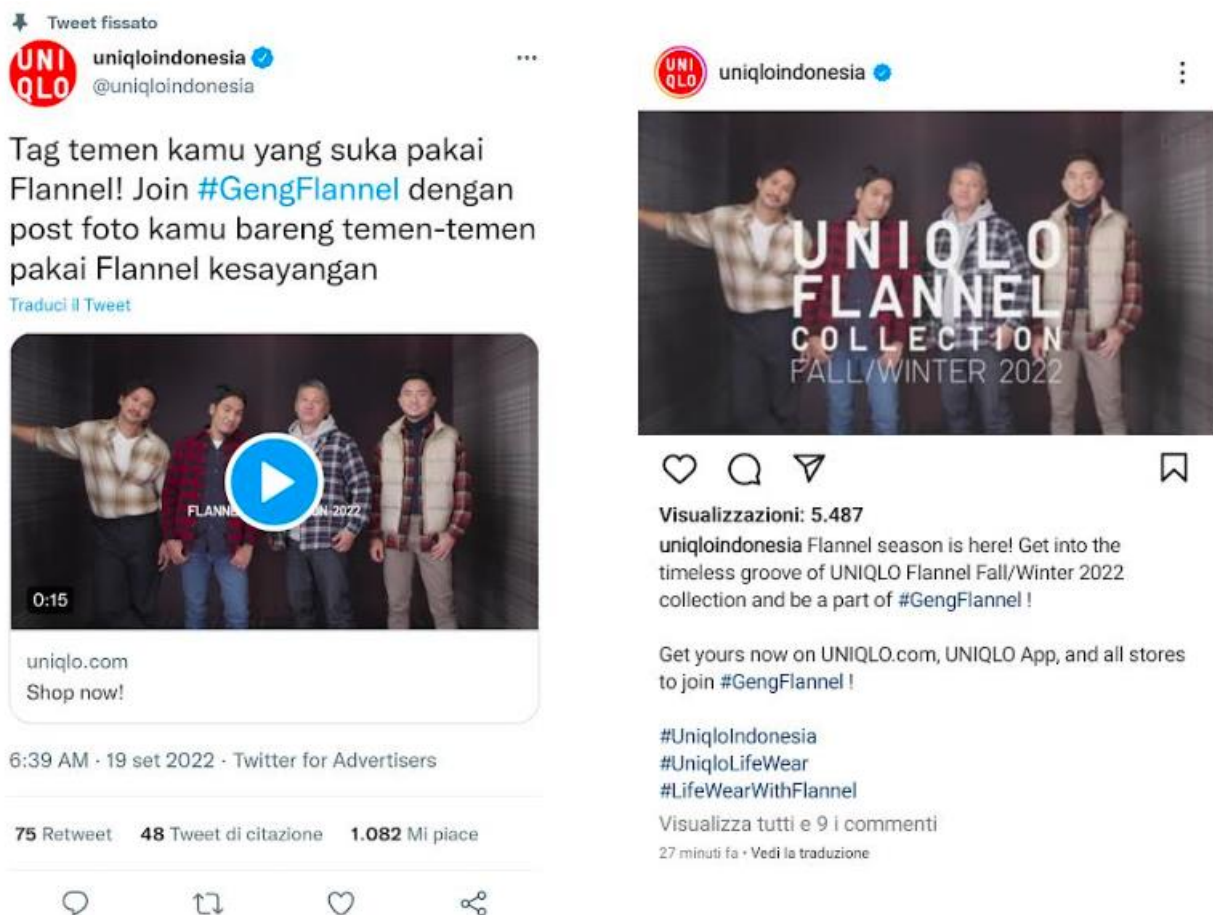 Tweet fissato
UNI
QLO
uniqloindonesia
@uniqloindonesia
Tag temen kamu yang suka pakai
Flannel! Join #GengFlannel dengan
post foto kamu bareng temen-temen
pakai Flannel kesayangan
Traduci il Tweet
0:15
uniqlo.com
Shop now!
6:39 AM · 19 set 2022 · Twitter for Advertisers
75 Retweet 48 Tweet di citazione 1.082 Mi piace
UNI
QLO
uniqloindonesia
UNIQLO
FLANNEL
COLLECTION
FALL/WINTER 2022
Visualizzazioni: 5.487
uniqloindonesia Flannel season is here! Get into the
timeless groove of UNIQLO Flannel Fall/Winter 2022
collection and be a part of #GengFlannel !
Get yours now on UNIQLO.com, UNIQLO App, and all stores
to join #GengFlannel !
#UniqloIndonesia
#UniqloLifeWear
#LifeWearWithFlannel
Visualizza tutti e 9 i commenti
27 minuti fa • Vedi la traduzione